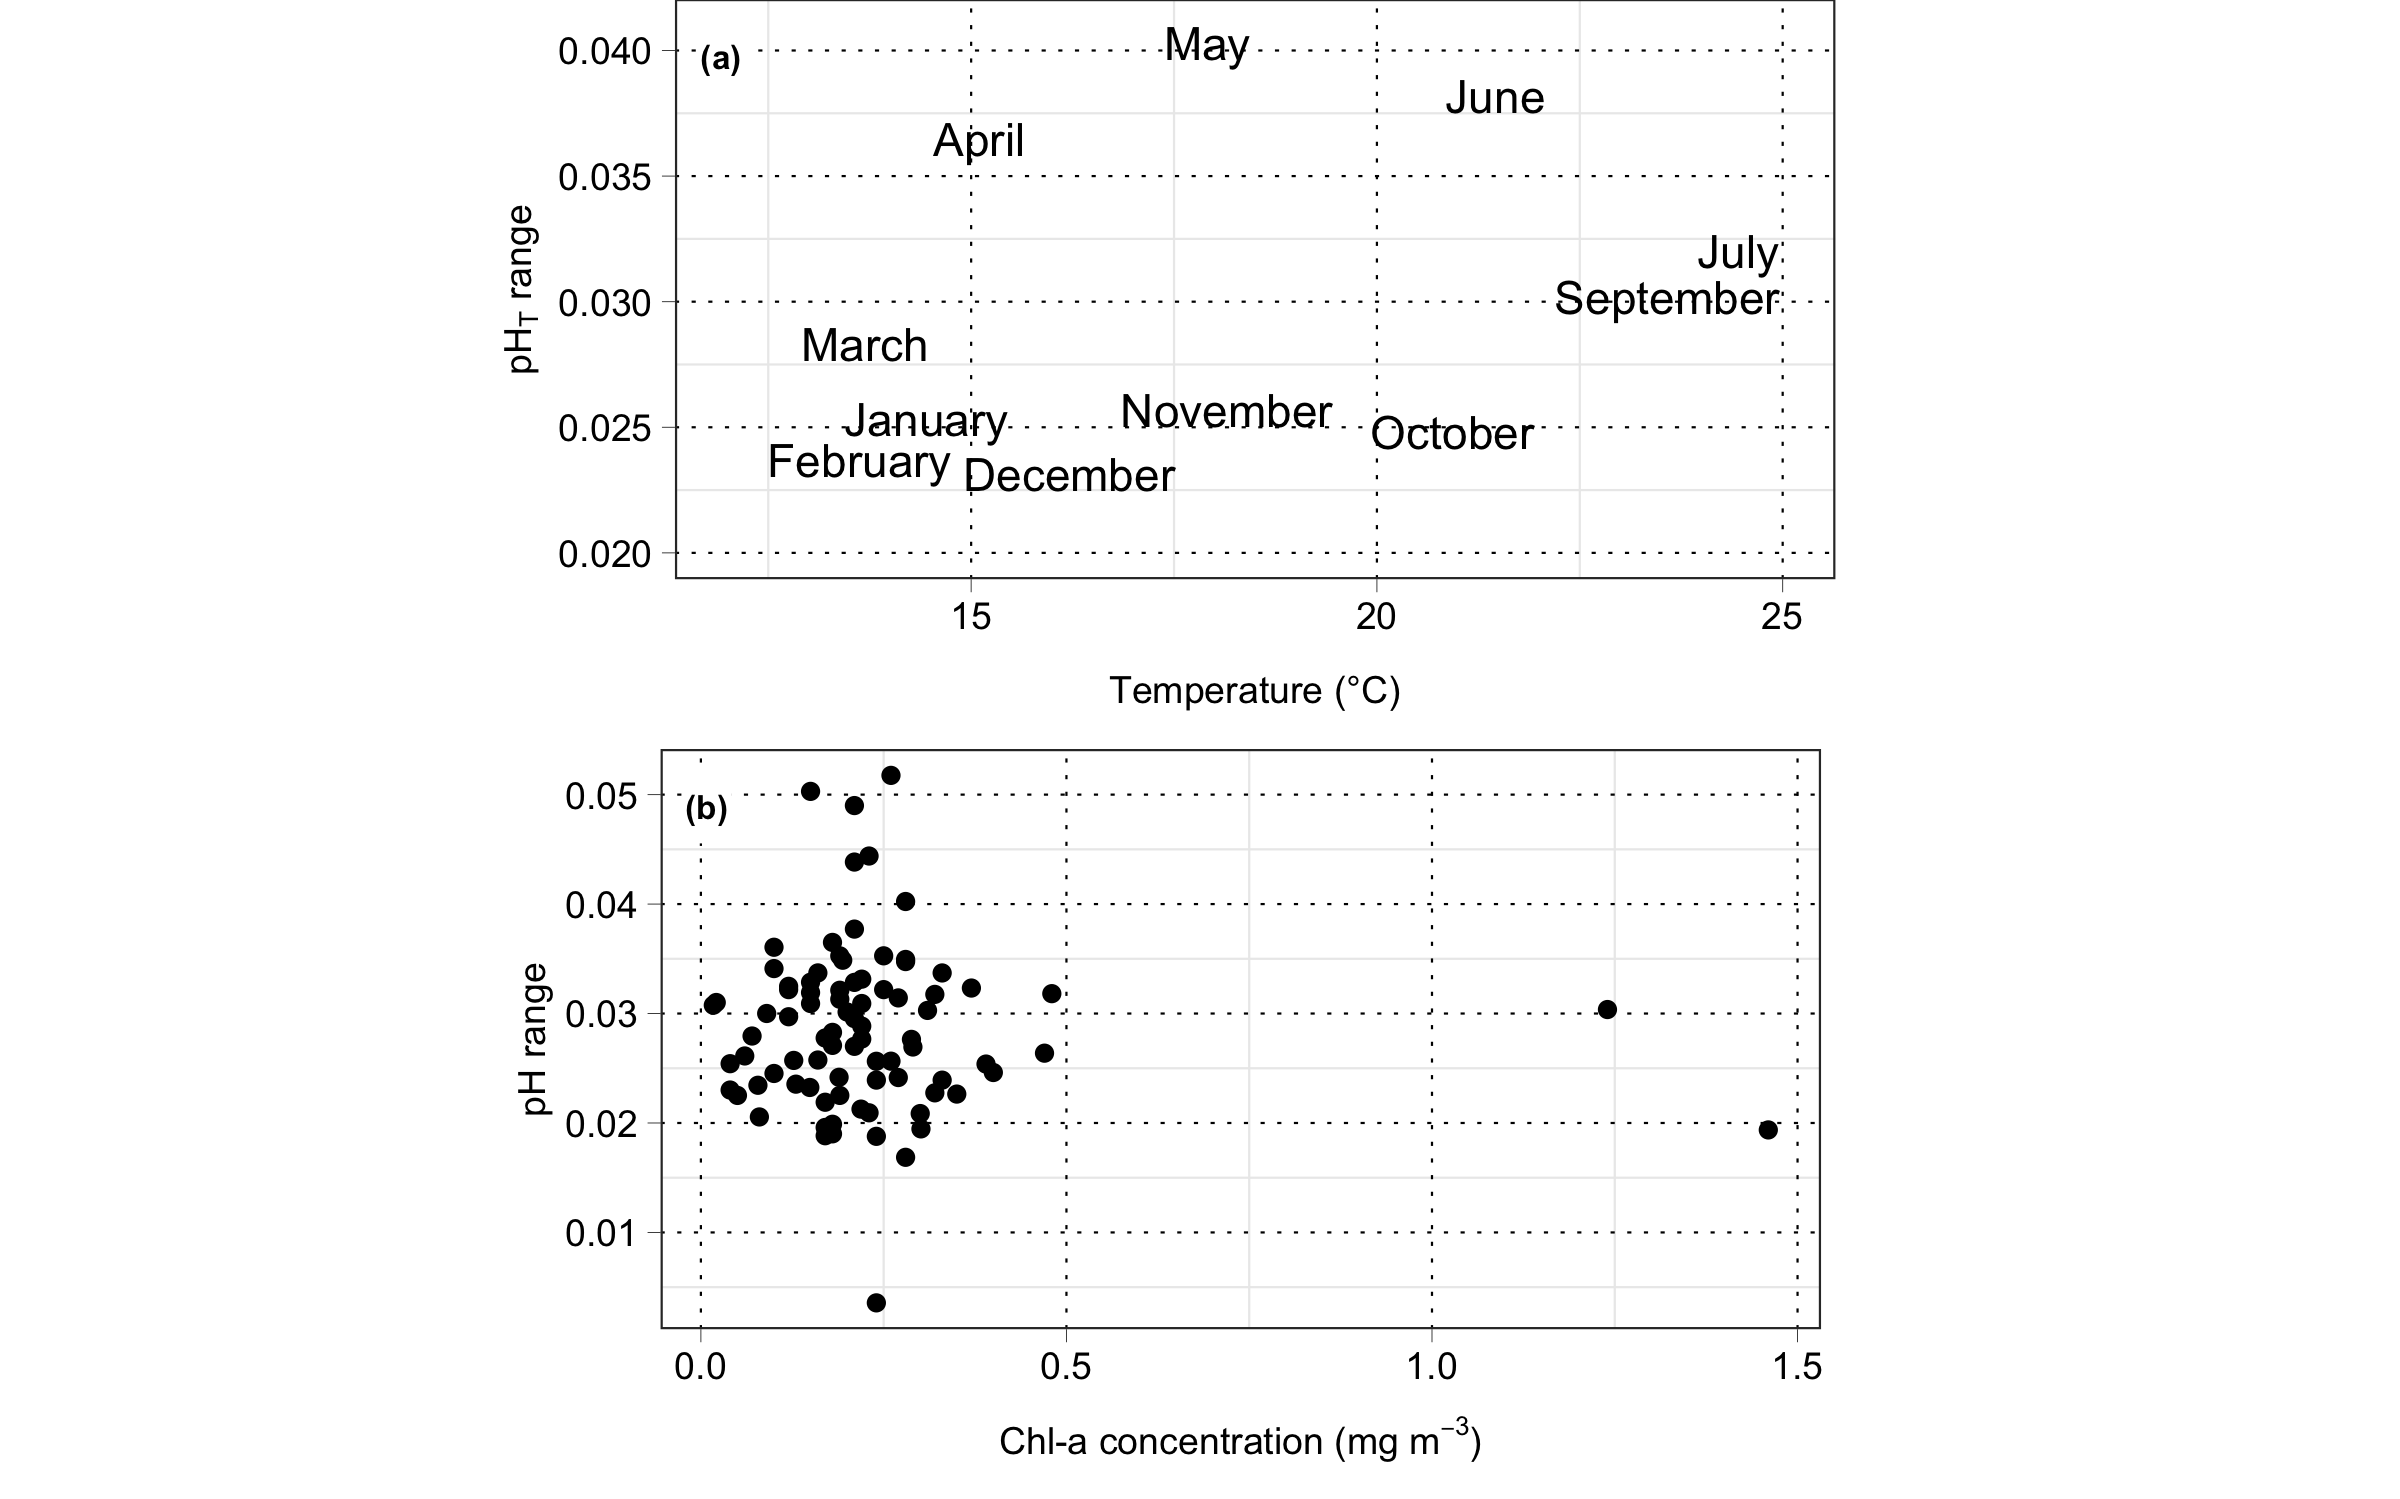 (a)
0.040
0.035
0.030
0.025
0.020
pHT range
May
June
April
July
September
March
January
November
October
February
December
15 20 25
Temperature (°C)
(b)
0.05
0.04
0.03
0.02
0.01
pH range
0.0 0.5 1.0 1.5
Chl-a concentration (mg m−3)